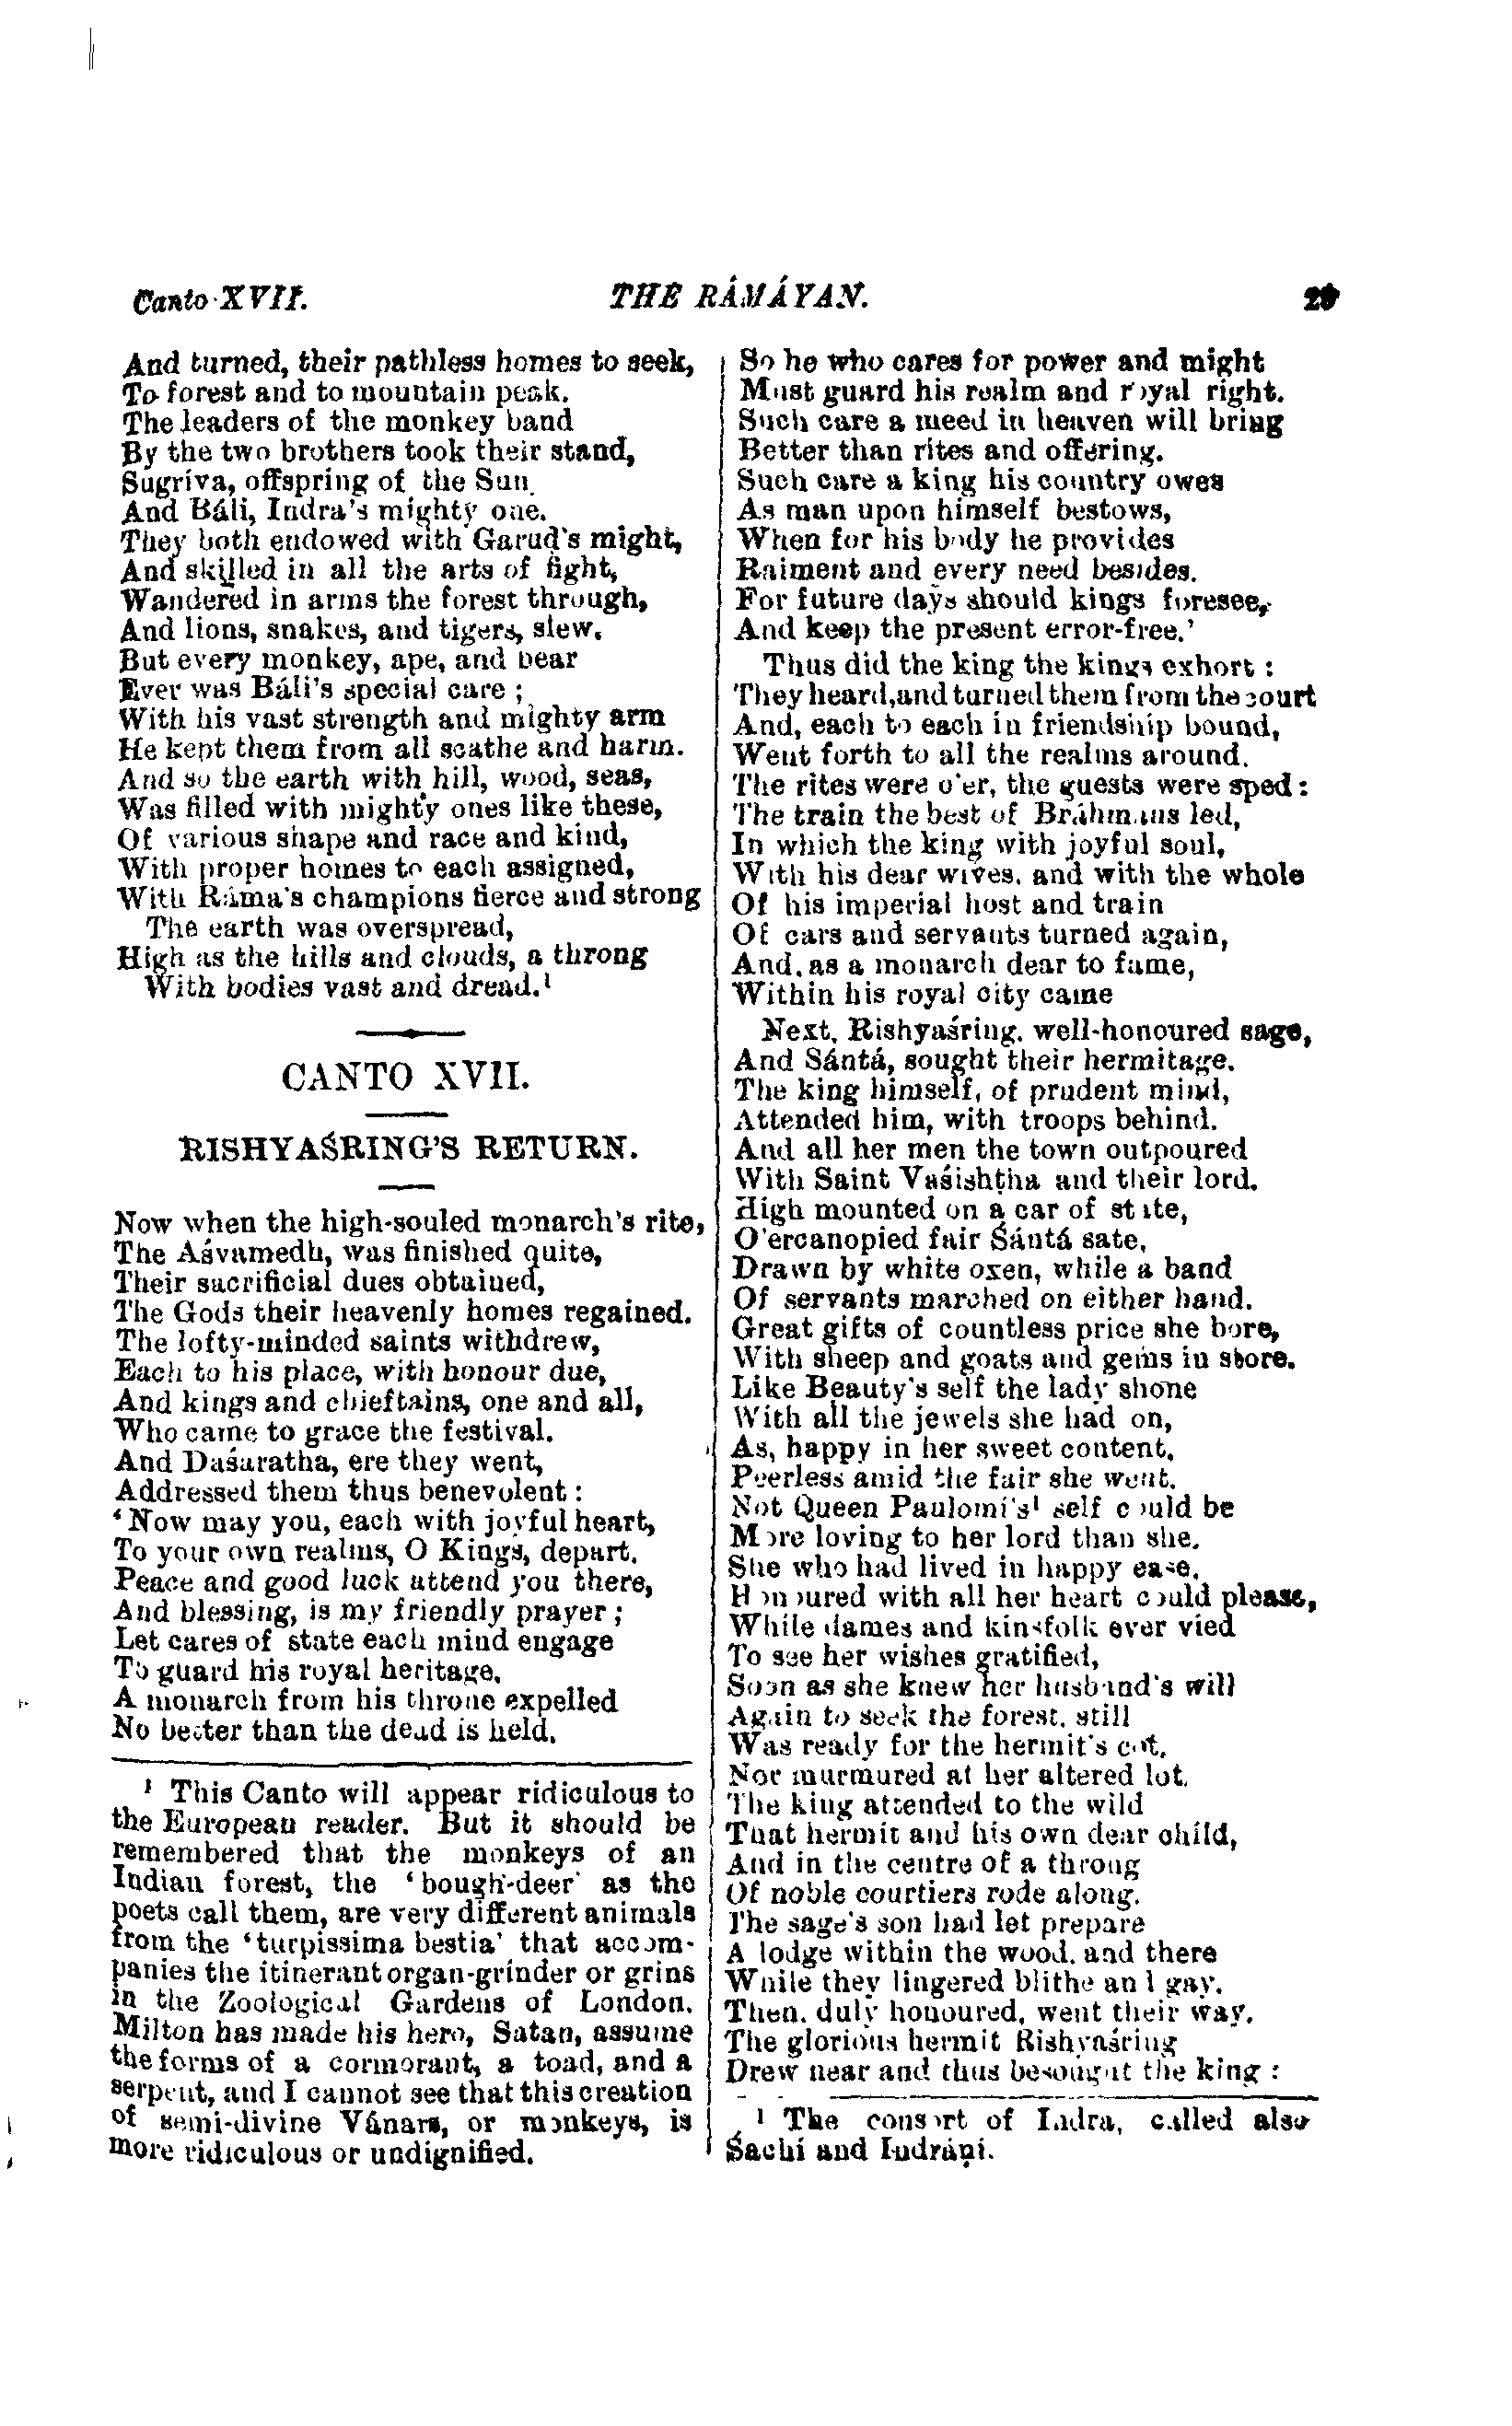 Canto XVII. THE RÁMÁYAN.
And turned, their pathless homes to seek,
To forest and to mountain peak.
The leaders of the monkey band
By the two brothers took their stand,
Sugríva, offspring of the Sun
And Báli, Indra's mighty one.
They both endowed with Garuḍ's might,
And skilled in all the arts of fight,
Wandered in arms the forest through,
And lions, snakes, and tigers, slew.
But every monkey, ape, and bear
Ever was Báli's special care ;
With his vast strength and mighty arm
He kept them from all scathe and harm.
And so the earth with hill, wood, seas,
Was filled with mighty ones like these,
Of various shape and race and kind,
With proper homes to each assigned,
With Ráma's champions fierce and strong
The earth was overspread,
High as the hills and clouds, a throng
With bodies vast and dread.¹
CANTO XVII.
RISHYAŚRING'S RETURN.
Now when the high-souled monarch's rite,
The Aśvamedh, was finished quite,
Their sacrificial dues obtained,
The Gods their heavenly homes regained.
The lofty-minded saints withdrew,
Each to his place, with honour due,
And kings and chieftains, one and all,
Who came to grace the festival.
And Daśaratha, ere they went,
Addressed them thus benevolent :
‘Now may you, each with joyful heart,
To your own realms, O Kings, depart.
Peace and good luck attend you there,
And blessing, is my friendly prayer ;
Let cares of state each mind engage
To guard his royal heritage.
A monarch from his throne expelled
No better than the dead is held.
¹ This Canto will appear ridiculous to
the European reader. But it should be
remembered that the monkeys of an
Indian forest, the ‘bough-deer’ as the
poets call them, are very different animals
from the ‘turpissima bestia’ that accom-
panies the itinerant organ-grinder or grins
in the Zoological Gardens of London.
Milton has made his hero, Satan, assume
the forms of a cormorant, a toad, and a
serpent, and I cannot see that this creation
of semi-divine Vánars, or monkeys, is
more ridiculous or undignified.
So he who cares for power and might
Must guard his realm and royal right.
Such care a meed in heaven will bring
Better than rites and offering.
Such care a king his country owes
As man upon himself bestows,
When for his body he provides
Raiment and every need besides.
For future days should kings foresee,
And keep the present error-free.’
Thus did the king the kings exhort :
They heard, and turned them from the court
And, each to each in friendship bound,
Went forth to all the realms around.
The rites were o'er, the guests were sped :
The train the best of Bráhmans led,
In which the king with joyful soul,
With his dear wives, and with the whole
Of his imperial host and train
Of cars and servants turned again,
And, as a monarch dear to fame,
Within his royal city came
Next, Rishyaśring, well-honoured sage,
And Śántá, sought their hermitage.
The king himself, of prudent mind,
Attended him, with troops behind.
And all her men the town outpoured
With Saint Vaśishṭha and their lord.
High mounted on a car of state,
O'ercanopied fair Śántá sate,
Drawn by white oxen, while a band
Of servants marched on either hand.
Great gifts of countless price she bore,
With sheep and goats and gems in store.
Like Beauty's self the lady shone
With all the jewels she had on,
As, happy in her sweet content,
Peerless amid the fair she went.
Not Queen Paulomí's¹ self could be
More loving to her lord than she.
She who had lived in happy ease,
Honoured with all her heart could please,
While dames and kinsfolk ever vied
To see her wishes gratified,
Soon as she knew her husband's will
Again to seek the forest, still
Was ready for the hermit's cot,
Nor murmured at her altered lot.
The king attended to the wild
That hermit and his own dear child,
And in the centre of a throng
Of noble courtiers rode along.
The sage's son had let prepare
A lodge within the wood, and there
While they lingered blithe and gay.
Then, duly honoured, went their way.
The glorious hermit Rishyaśring
Drew near and thus besought the king :
¹ The consort of Indra, called also
Śachí and Indráṇí.